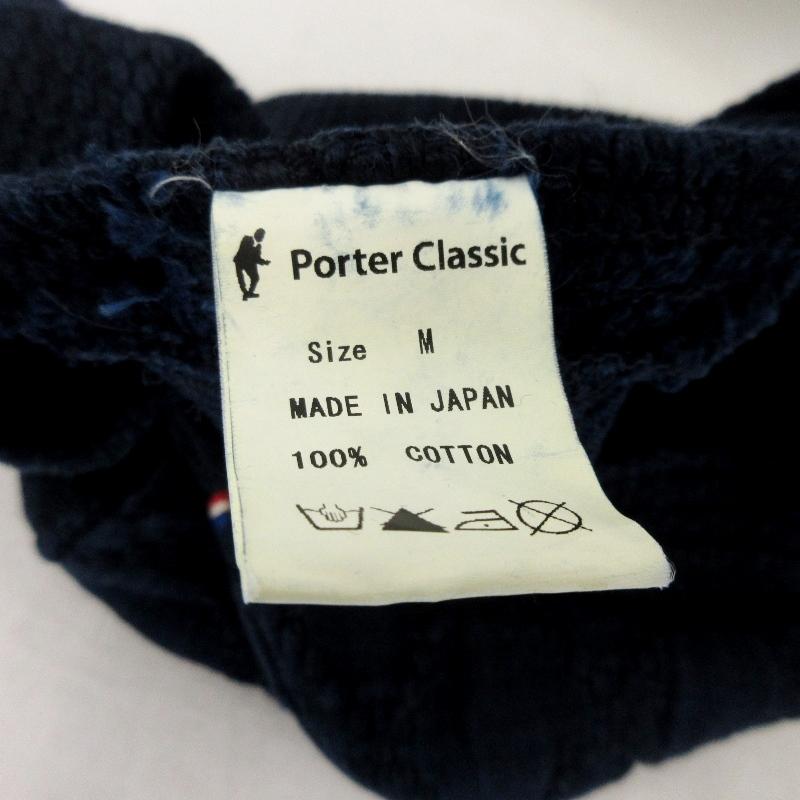 Porter Classic
Size M
MADE IN JAPAN
100% COTTON